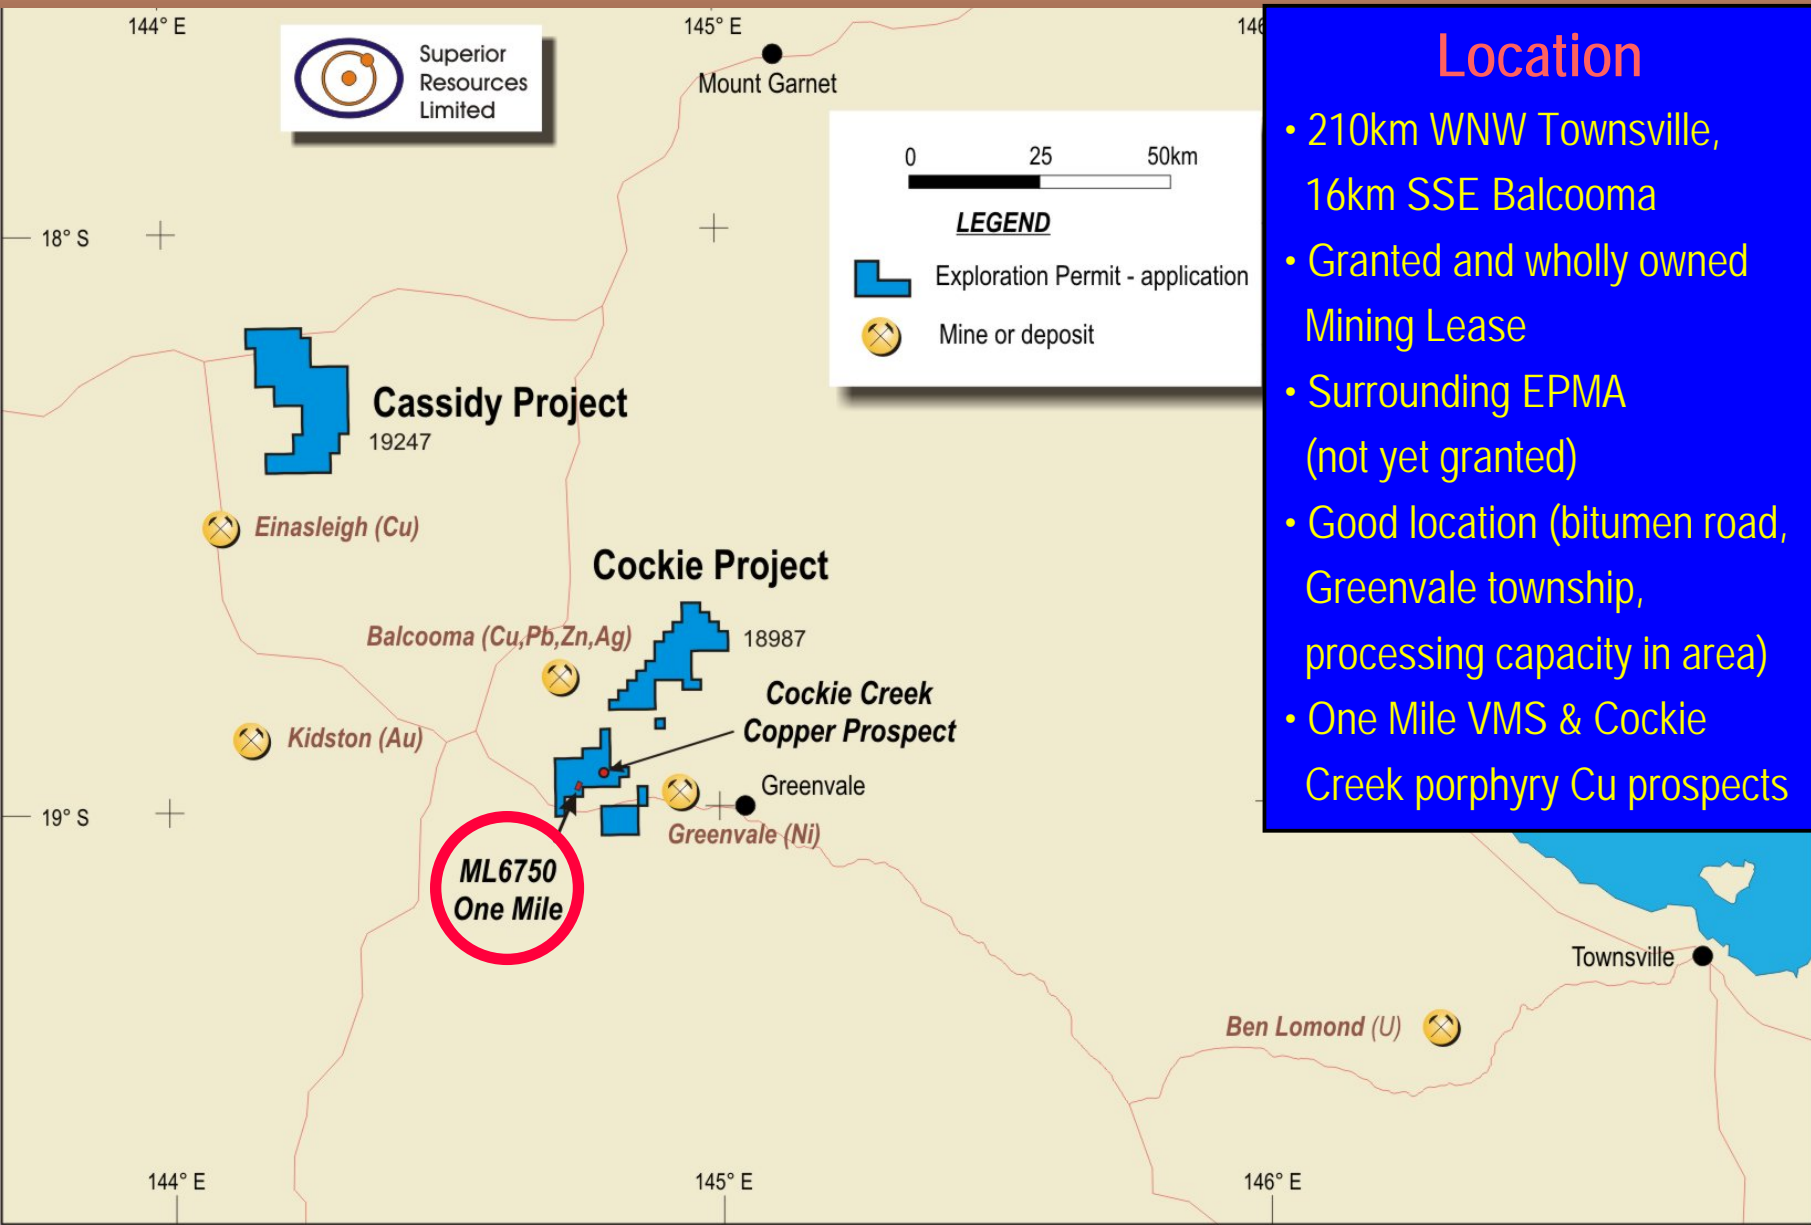 144° E
145° E
146
Superior
Resources
Limited
Mount Garnet
0 25 50km
LEGEND
Exploration Permit - application
Mine or deposit
18° S
Cassidy Project
19247
Einasleigh (Cu)
Cockie Project
Balcooma (Cu,Pb,Zn,Ag)
18987
Cockie Creek
Copper Prospect
Kidston (Au)
Greenvale
19° S
Greenvale (Ni)
ML6750
One Mile
Townsville
Ben Lomond (U)
144° E
145° E
146° E
Location
• 210km WNW Townsville,
16km SSE Balcooma
• Granted and wholly owned
Mining Lease
• Surrounding EPMA
(not yet granted)
• Good location (bitumen road,
Greenvale township,
processing capacity in area)
• One Mile VMS & Cockie
Creek porphyry Cu prospects